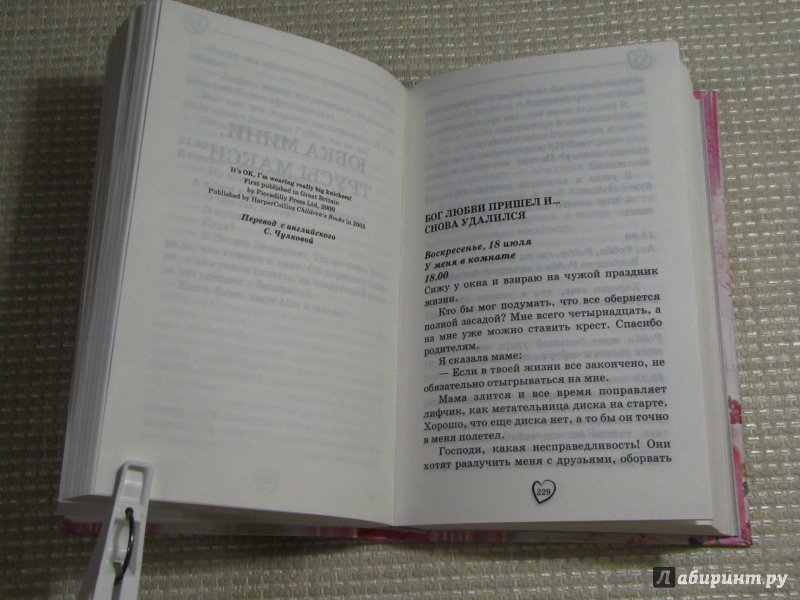 ЮБКА МИНИ,
ТРУСЫ МАКСИ
It's OK, I'm wearing really big knickers!
First published in Great Britain
by Piccadilly Press Ltd, 2000
Published by HarperCollins Children's Books in 2005
Перевод с английского
С. Чулковой
БОГ ЛЮБВИ ПРИШЕЛ И...
СНОВА УДАЛИЛСЯ
Воскресенье, 18 июля
У меня в комнате
18.00
Сижу у окна и взираю на чужой праздник
жизни.
Кто бы мог подумать, что все обернется
полной засадой? Мне всего четырнадцать, а
на мне уже можно ставить крест. Спасибо
родителям.
Я сказала маме:
— Если в твоей жизни все закончено, не
обязательно отыгрываться на мне.
Мама злится и все время поправляет
лифчик, как метательница диска на старте.
Хорошо, что еще диска нет, а то бы он точно
в меня полетел.
Господи, какая несправедливость! Они
хотят разлучить меня с друзьями, оборвать
229
Лабиринт.ру